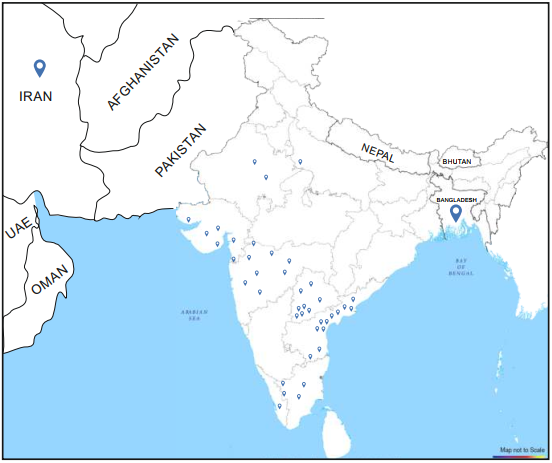 AFGHANISTAN
IRAN
PAKISTAN
NEPAL
BHUTAN
BANGLADESH
UAE
OMAN
BAY
OF
BENGAL
ARABIAN
SEA
Map not to Scale